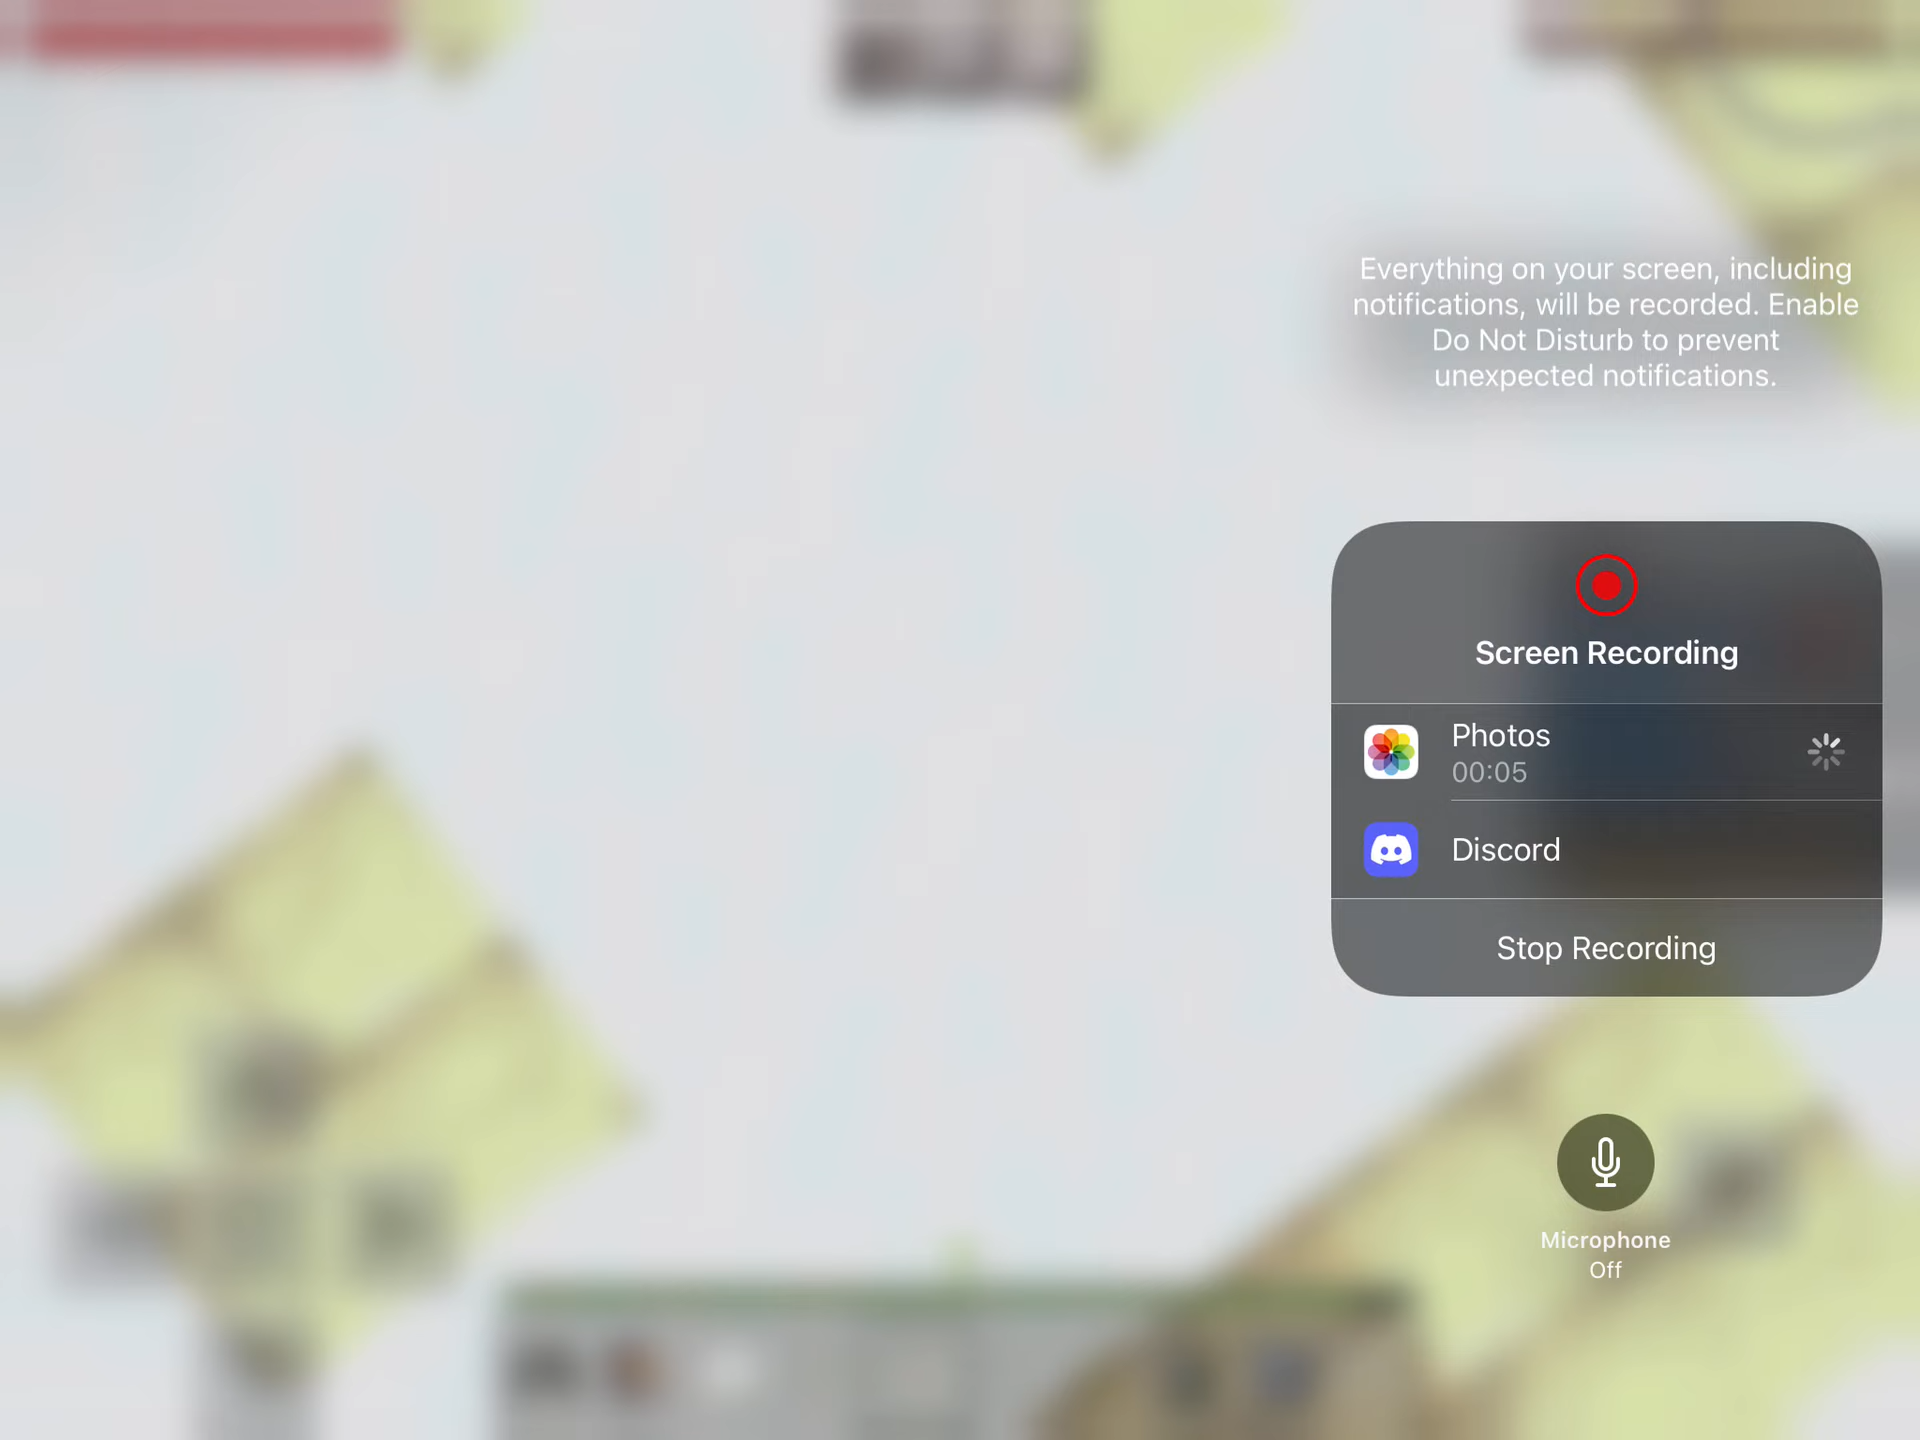 Everything on your screen, including
notifications, will be recorded. Enable
Do Not Disturb to prevent
unexpected notifications.
Screen Recording
Photos
00:05
Discord
Stop Recording
Microphone
Off